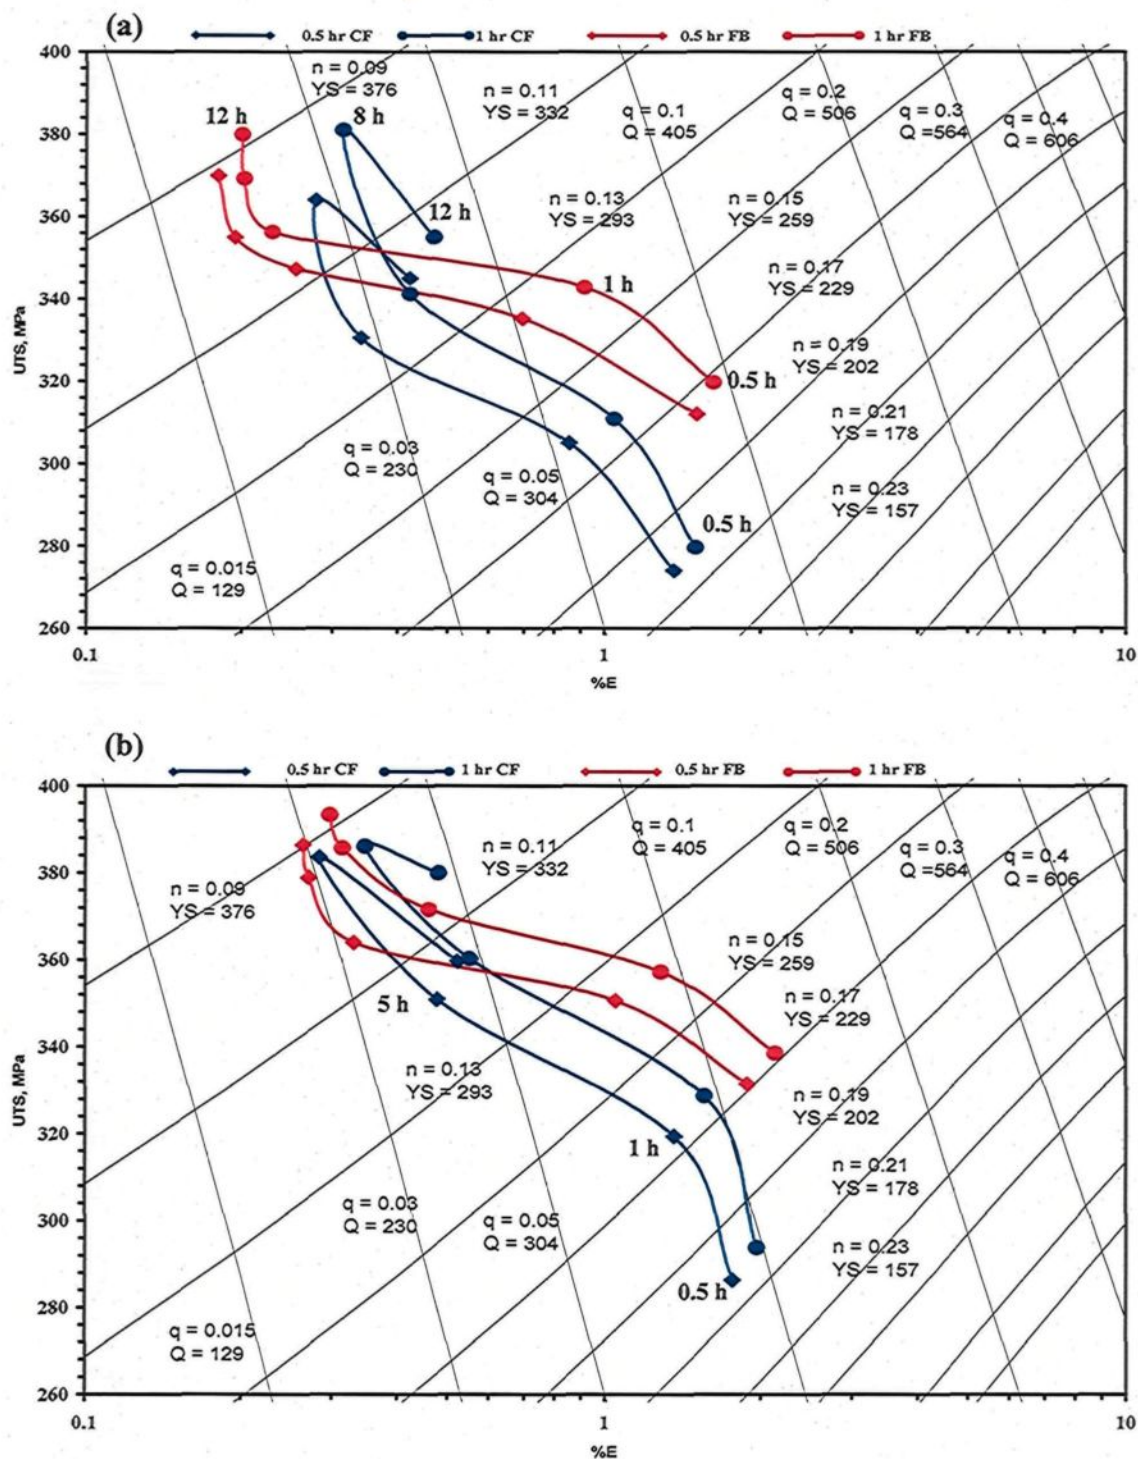 (a)
0.5 hr CF 1 hr CF 0.5 hr FB 1 hr FB
400
n = 0.09
YS = 376
n = 0.11
YS = 332
q = 0.1
Q = 405
q = 0.2
Q = 506
q = 0.3
Q =564
q = 0.4
Q = 606
380
12 h
8 h
360
12 h
n = 0.13
YS = 293
n = 0.15
YS = 259
340
1 h
n = 0.17
YS = 229
UTS, MPa
320
0.5 h
n = 0.19
YS = 202
n = 0.21
YS = 178
300
q = 0.03
Q = 230
q = 0.05
Q = 304
n = 0.23
YS = 157
280
0.5 h
q = 0.015
Q = 129
260
0.1 1 10
%E
(b)
0.5 hr CF 1 hr CF 0.5 hr FB 1 hr FB
400
n = 0.11
YS = 332
q = 0.1
Q = 405
q = 0.2
Q = 506
q = 0.3
Q =564
q = 0.4
Q = 606
380
n = 0.09
YS = 376
360
n = 0.15
YS = 259
5 h
n = 0.17
YS = 229
340
n = 0.13
YS = 293
UTS, MPa
n = 0.19
YS = 202
320
1 h
n = 0.21
YS = 178
300
q = 0.03
Q = 230
q = 0.05
Q = 304
n = 0.23
YS = 157
280
0.5 h
q = 0.015
Q = 129
260
0.1 1 10
%E